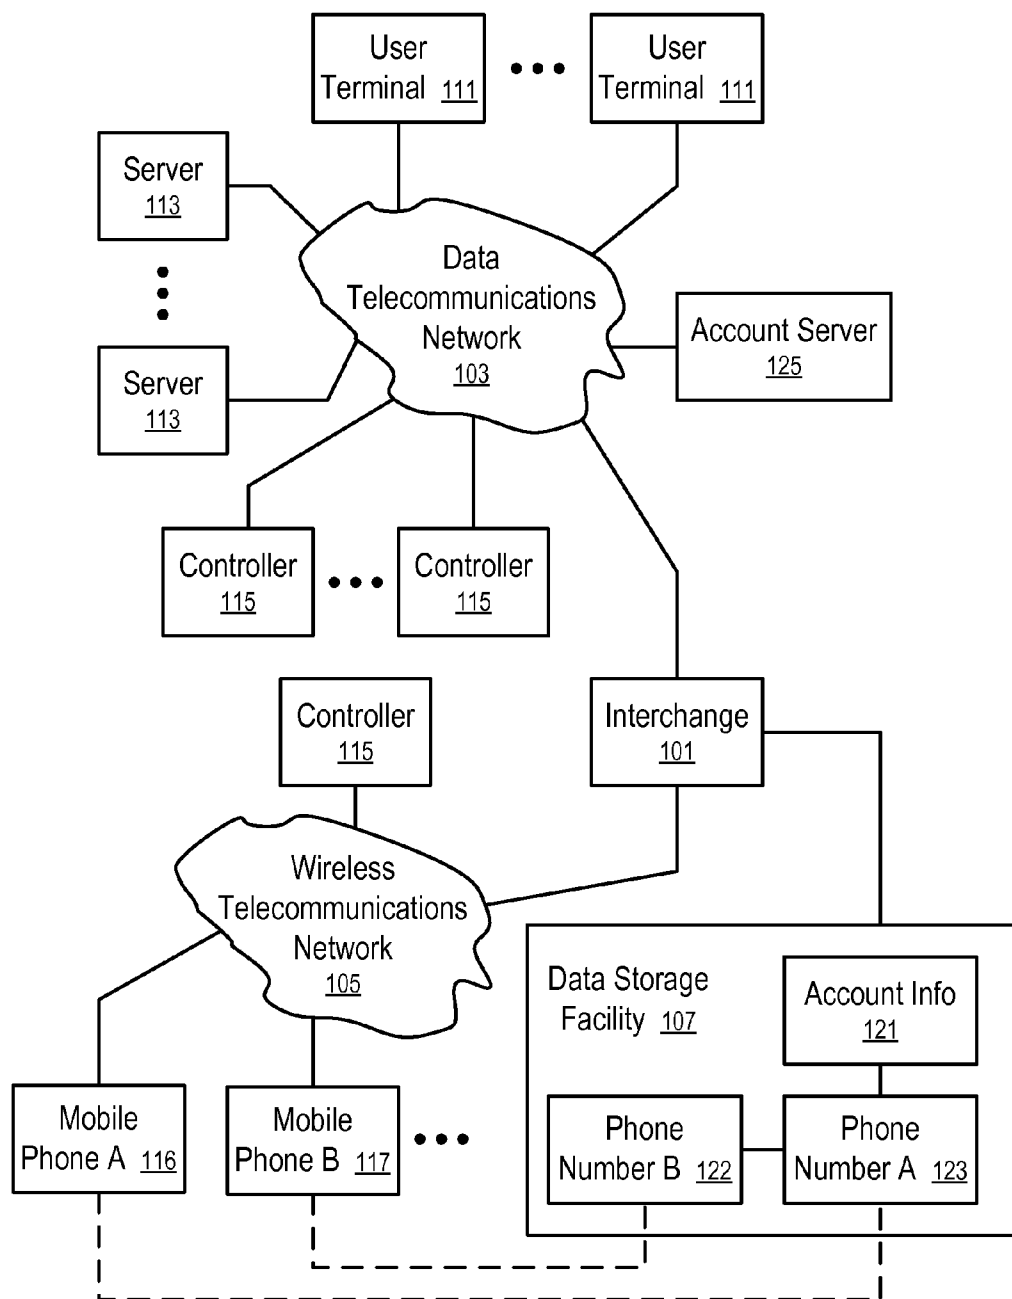 User
Terminal 111
User
Terminal 111
Server
113
Data
Telecommunications
Network
103
Account Server
125
Server
113
Controller
115
Controller
115
Controller
115
Interchange
101
Wireless
Telecommunications
Network
105
Data Storage
Facility 107
Account Info
121
Mobile
Phone A 116
Mobile
Phone B 117
Phone
Number B 122
Phone
Number A 123